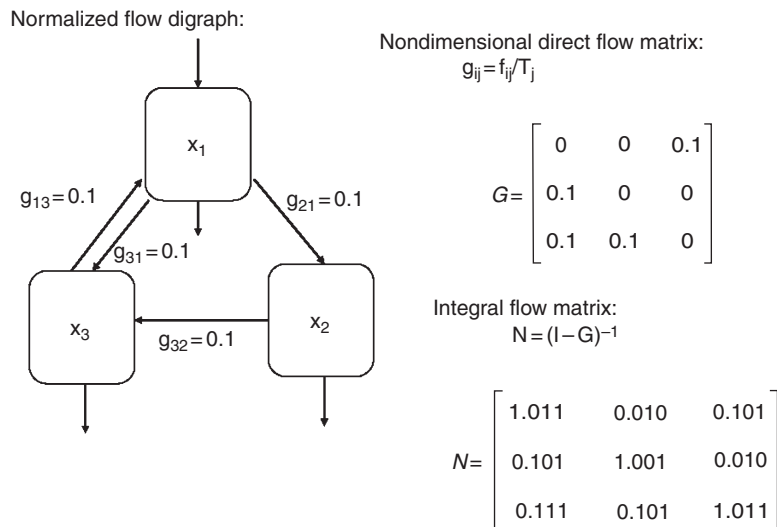 Normalized flow digraph:
x₁
g₁₃=0.1
g₂₁=0.1
g₃₁=0.1
x₃
x₂
g₃₂=0.1
Nondimensional direct flow matrix:
gᵢⱼ=fᵢⱼ/Tⱼ
G=
0 0 0.1
0.1 0 0
0.1 0.1 0
Integral flow matrix:
N=(I−G)⁻¹
N=
1.011 0.010 0.101
0.101 1.001 0.010
0.111 0.101 1.011